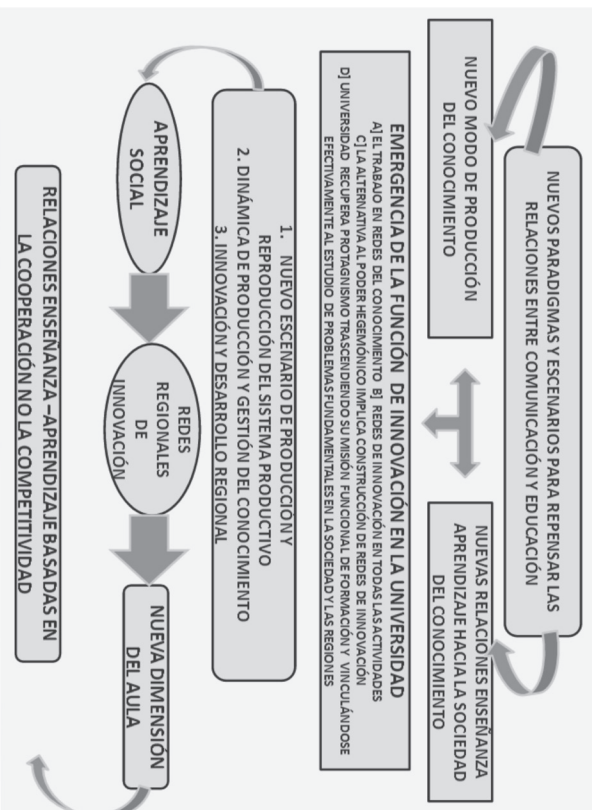 NUEVOS PARADIGMAS Y ESCENARIOS PARA REPENSAR LAS
RELACIONES ENTRE COMUNICACIÓN Y EDUCACIÓN
NUEVO MODO DE PRODUCCIÓN
DEL CONOCIMIENTO
NUEVAS RELACIONES ENSEÑANZA
APRENDIZAJE HACIA LA SOCIEDAD
DEL CONOCIMIENTO
EMERGENCIA DE LA FUNCIÓN DE INNOVACIÓN EN LA UNIVERSIDAD
A] EL TRABAJO EN REDES DEL CONOCIMIENTO B] REDES DE INNOVACIÓN EN TODAS LAS ACTIVIDADES
C] LA ALTERNATIVA AL PODER HEGEMÓNICO IMPLICA CONSTRUCCIÓN DE REDES DE INNOVACIÓN
D] UNIVERSIDAD RECUPERA PROTAGNISMO TRASCENDIENDO SU MISIÓN FUNCIONAL DE FORMACIÓN Y VINCULÁNDOSE
EFECTIVAMENTE AL ESTUDIO DE PROBLEMAS FUNDAMENTALES EN LA SOCIEDAD Y LAS REGIONES
1. NUEVO ESCENARIO DE PRODUCCIÓN Y
REPRODUCCIÓN DEL SISTEMA PRODUCTIVO
2. DINÁMICA DE PRODUCCIÓN Y GESTIÓN DEL CONOCIMIENTO
3. INNOVACIÓN Y DESARROLLO REGIONAL
APRENDIZAJE
SOCIAL
REDES
REGIONALES
DE
INNOVACIÓN
NUEVA DIMENSIÓN
DEL AULA
RELACIONES ENSEÑANZA –APRENDIZAJE BASADAS EN
LA COOPERACIÓN NO LA COMPETITIVIDAD